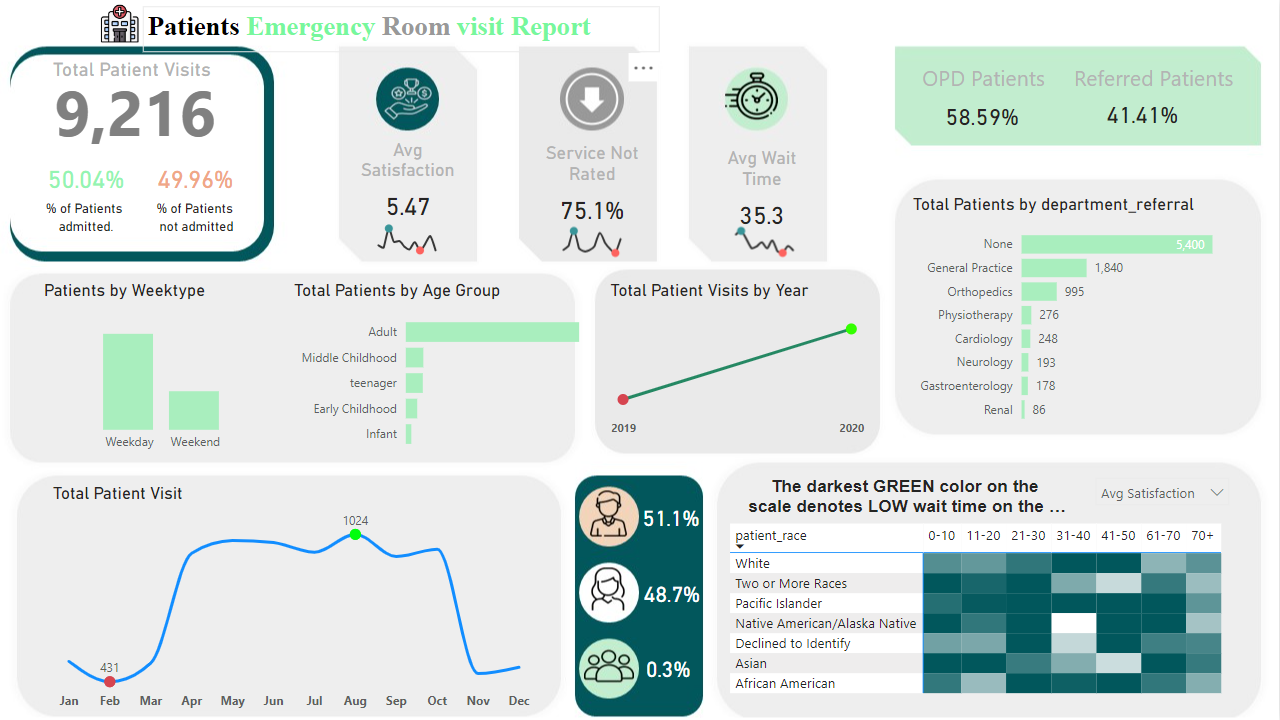 Patients Emergency Room visit Report
Total Patient Visits
9,216
50.04%
% of Patients
admitted.
49.96%
% of Patients
not admitted
Avg
Satisfaction
5.47
Service Not
Rated
75.1%
Avg Wait
Time
35.3
OPD Patients
58.59%
Referred Patients
41.41%
Total Patients by department_referral
None 5,400
General Practice 1,840
Orthopedics 995
Physiotherapy 276
Cardiology 248
Neurology 193
Gastroenterology 178
Renal 86
Patients by Weektype
Weekday Weekend
Total Patients by Age Group
Adult
Middle Childhood
teenager
Early Childhood
Infant
Total Patient Visits by Year
2019 2020
Total Patient Visit
1024
431
Jan Feb Mar Apr May Jun Jul Aug Sep Oct Nov Dec
51.1%
48.7%
0.3%
The darkest GREEN color on the
scale denotes LOW wait time on the ...
Avg Satisfaction
patient_race 0-10 11-20 21-30 31-40 41-50 61-70 70+
White
Two or More Races
Pacific Islander
Native American/Alaska Native
Declined to Identify
Asian
African American